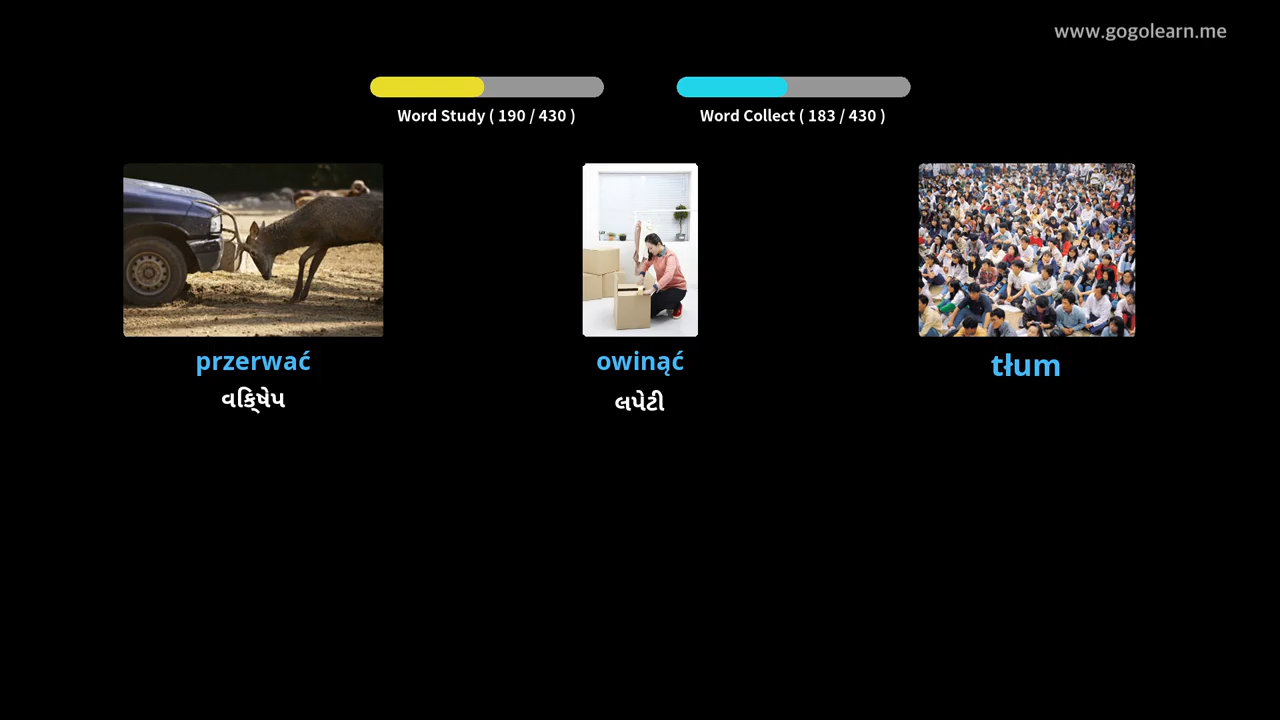 www.gogolearn.me
Word Study ( 190 / 430 )
Word Collect ( 183 / 430 )
przerwać
વિક્ષેપ
owinąć
લપેટી
tłum